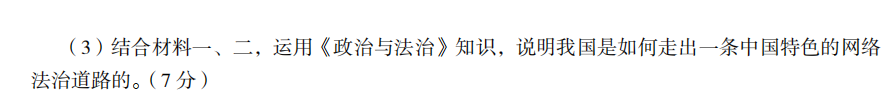 （3）结合材料一、二，运用《政治与法治》知识，说明我国是如何走出一条中国特色的网络
法治道路的。（7 分）